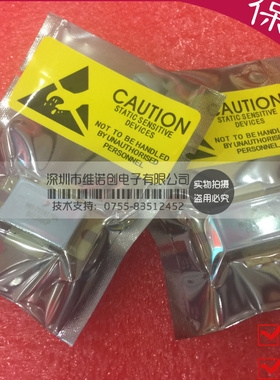 保
CAUTION
STATIC SENSITIVE
DEVICES
NOT TO BE HANDLED
BY UNAUTHORISED
PERSONNEL
CAUTION
STATIC SENSITIVE
DEVICES
NOT TO BE HANDLED
BY UNAUTHORISED
PERSONNEL
深圳市维诺创电子有限公司
技术支持：0755-83512452
实物拍摄
盗用必究